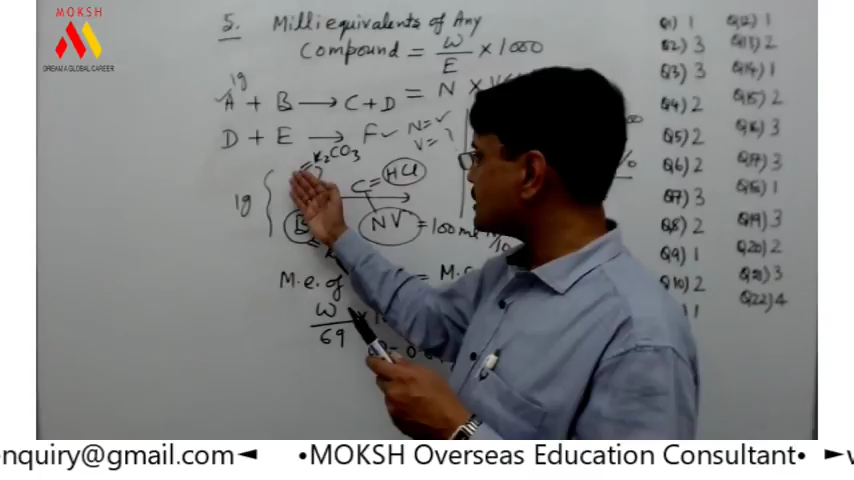 MOKSH
DREAM A GLOBAL CAREER
5. Milliequivalents of Any
Compound = W/E × 1000
= N ×
1g
A + B → C + D
D + E → F
N = ✓
V = ?
= K2CO3
C = HCl
1g
B
NV = 100
M.e. of
=
W
69
Q1) 1
Q2) 3
Q3) 3
Q4) 2
Q5) 2
Q6) 2
Q7) 3
Q8) 2
Q9) 1
Q10) 2
1
Q12) 1
Q13) 2
Q14) 1
Q15) 2
Q16) 3
Q17) 3
Q18) 1
Q19) 3
Q20) 2
Q21) 3
Q22) 4
enquiry@gmail.com◄ •MOKSH Overseas Education Consultant• ►v